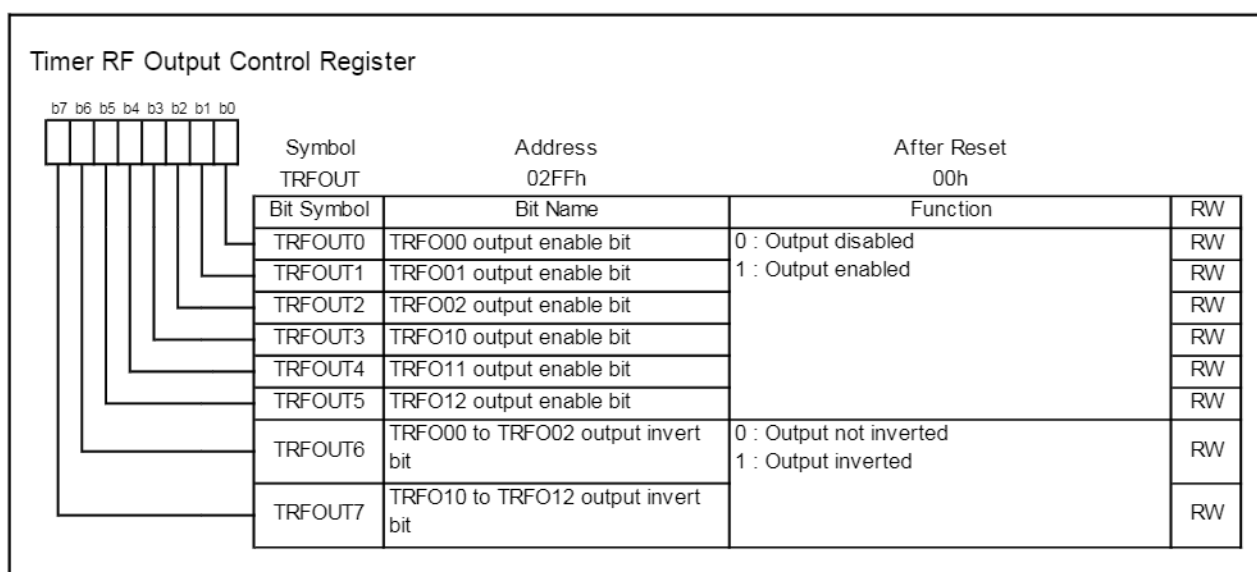 Timer RF Output Control Register
b7 b6 b5 b4 b3 b2 b1 b0
Symbol Address After Reset
TRFOUT 02FFh 00h
Bit Symbol Bit Name Function RW
TRFOUT0 TRFO00 output enable bit 0 : Output disabled RW
TRFOUT1 TRFO01 output enable bit 1 : Output enabled RW
TRFOUT2 TRFO02 output enable bit RW
TRFOUT3 TRFO10 output enable bit RW
TRFOUT4 TRFO11 output enable bit RW
TRFOUT5 TRFO12 output enable bit RW
TRFOUT6 TRFO00 to TRFO02 output invert bit 0 : Output not inverted 1 : Output inverted RW
TRFOUT7 TRFO10 to TRFO12 output invert bit RW